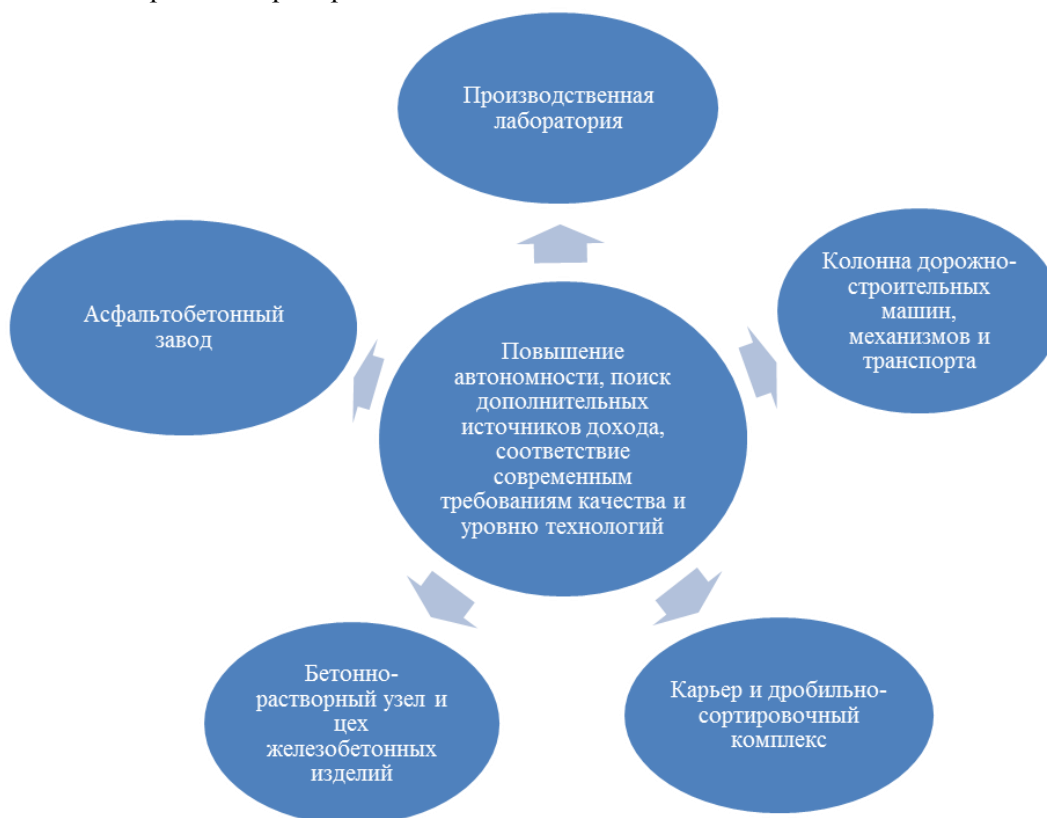 Производственная
лаборатория
Колонна дорожно-
строительных
машин,
механизмов и
транспорта
Асфальтобетонный
завод
Повышение
автономности, поиск
дополнительных
источников дохода,
соответствие
современным
требованиям качества и
уровню технологий
Бетонно-
растворный узел и
цех
железобетонных
изделий
Карьер и дробильно-
сортировочный
комплекс